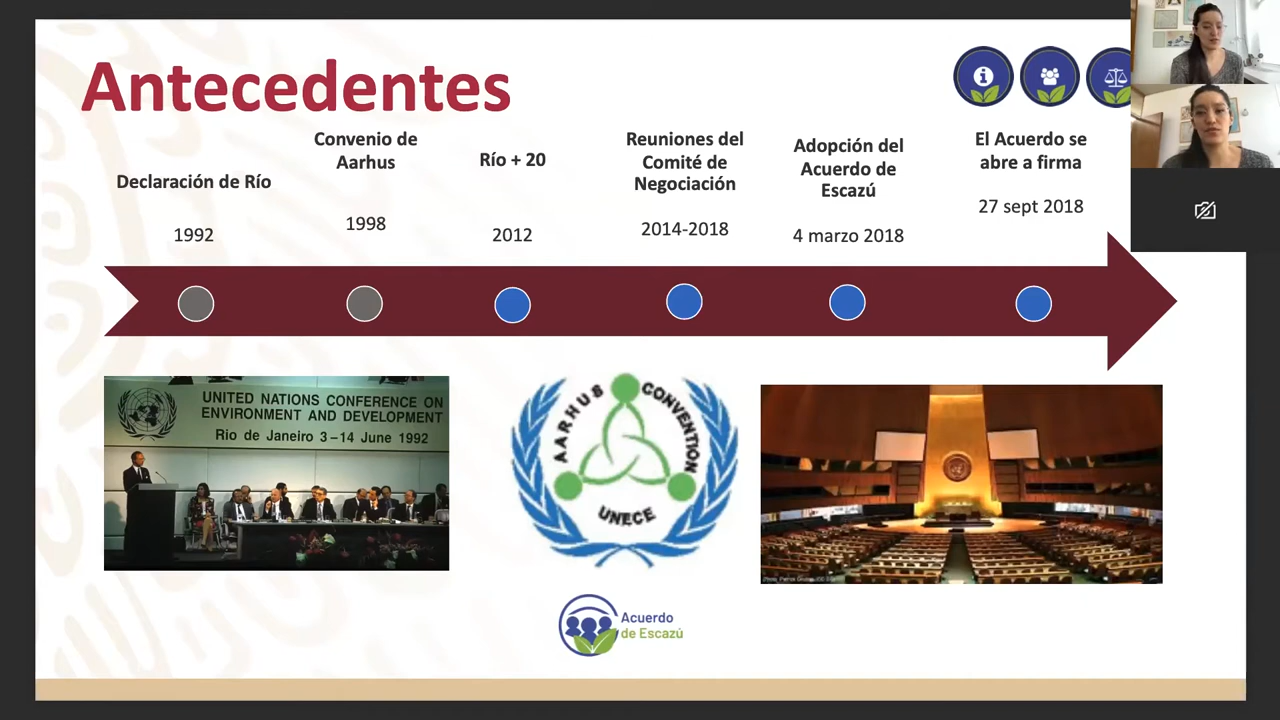 Antecedentes
Declaración de Río
1992
Convenio de
Aarhus
1998
Río + 20
2012
Reuniones del
Comité de
Negociación
2014-2018
Adopción del
Acuerdo de
Escazú
4 marzo 2018
El Acuerdo se
abre a firma
27 sept 2018
UNITED NATIONS CONFERENCE ON
ENVIRONMENT AND DEVELOPMENT
Rio de Janeiro 3–14 June 1992
AARHUS CONVENTION
UNECE
Acuerdo
de Escazú